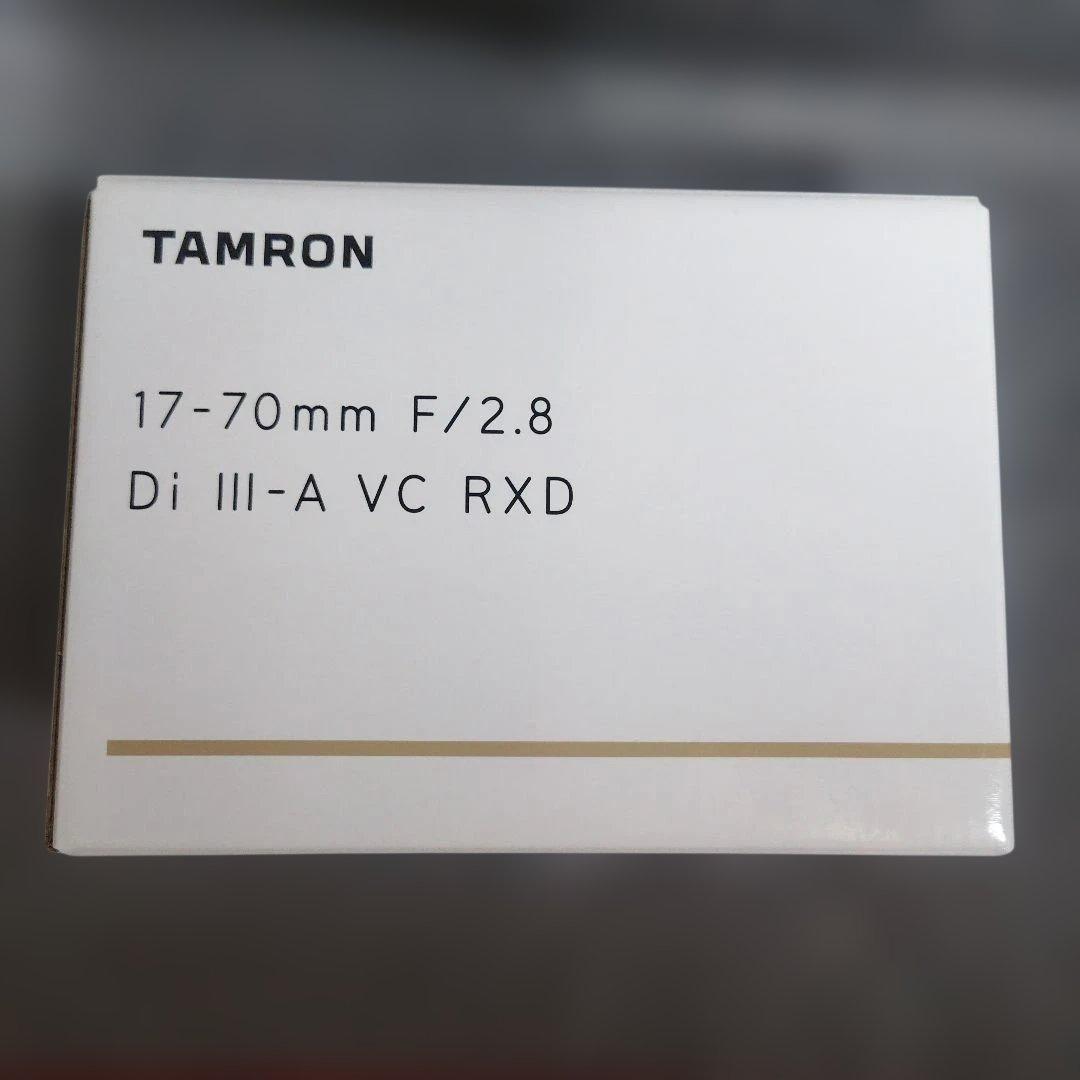 TAMRON
17-70mm F/2.8
Di III-A VC RXD